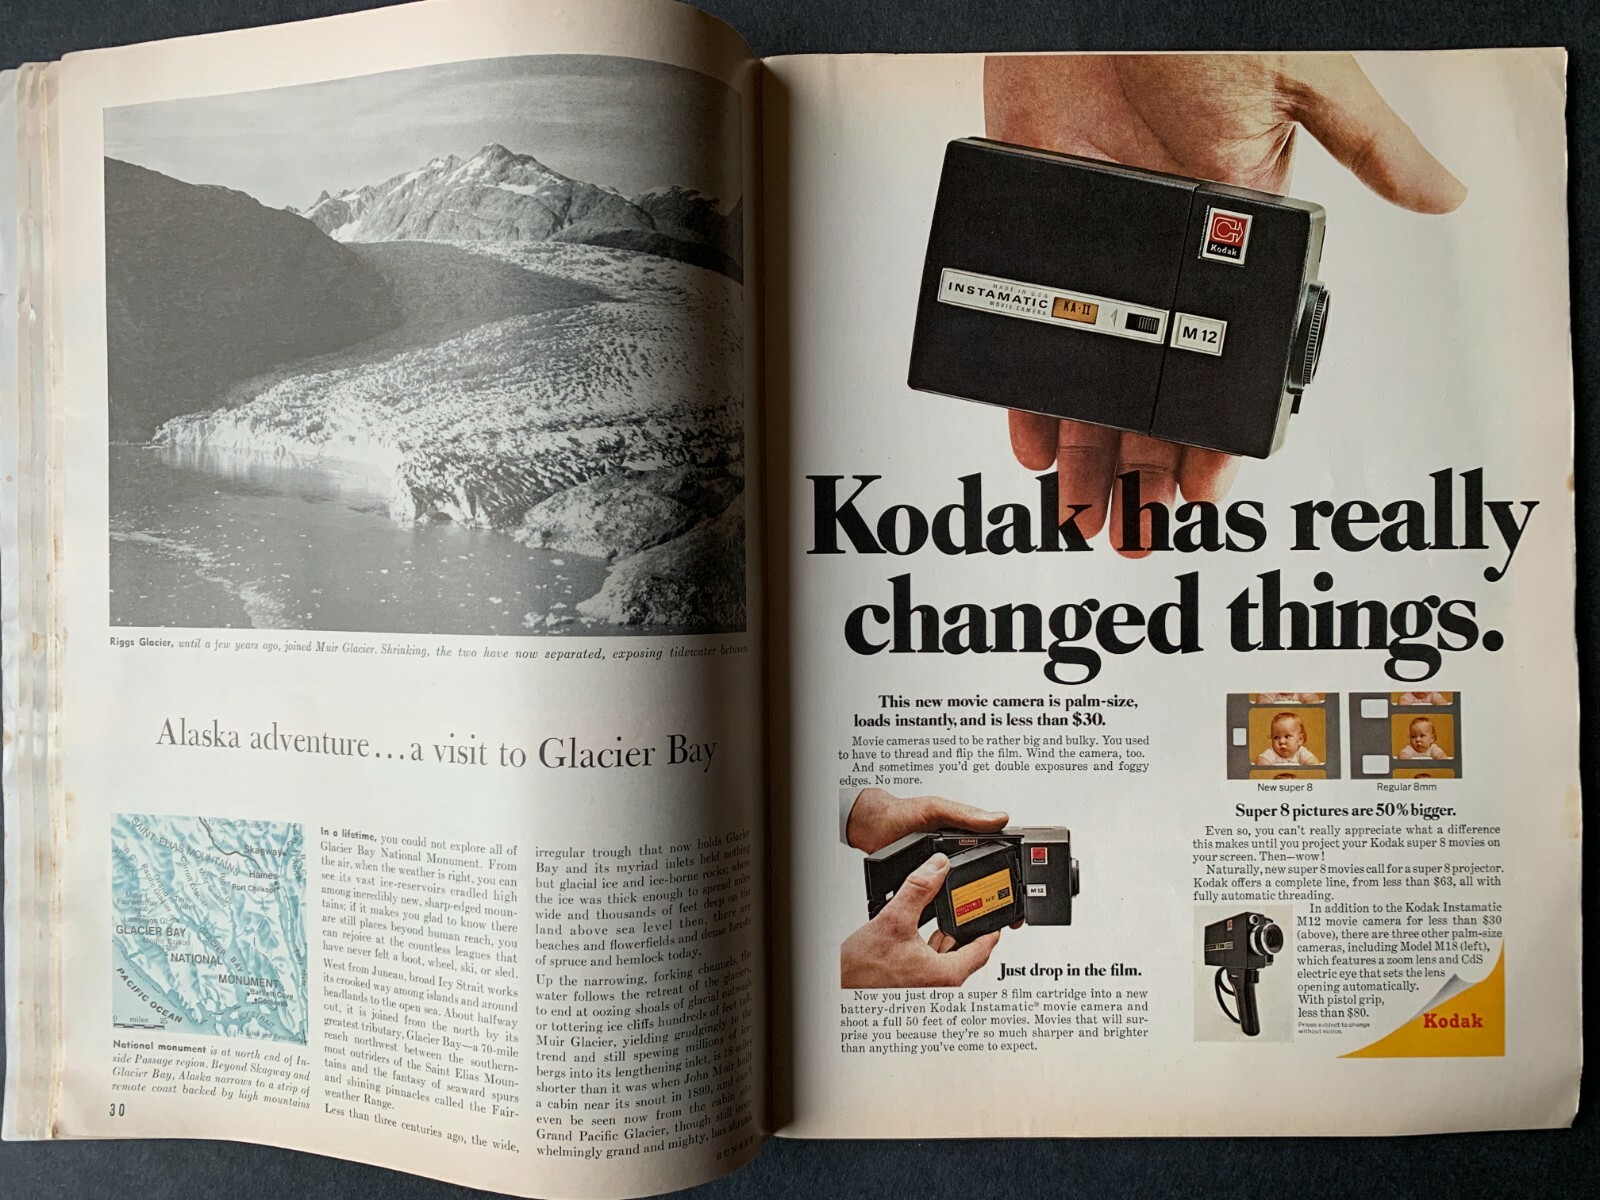 Riggs Glacier, until a few years ago, joined Muir Glacier. Shrinking, the two have now separated, exposing tidewater between
Alaska adventure...a visit to Glacier Bay
SAINT ELIAS MOUNTAINS
Skagway
Haines
Port Chilkoot
GLACIER BAY
NATIONAL
MONUMENT
Bartlett Cove
Gustavus
PACIFIC OCEAN
0 miles 25
National monument is at north end of In-
side Passage region. Beyond Skagway and
Glacier Bay, Alaska narrows to a strip of
remote coast backed by high mountains
30
In a lifetime, you could not explore all of
Glacier Bay National Monument. From
the air, when the weather is right, you can
see its vast ice-reservoirs cradled high
among incredibly new, sharp-edged moun-
tains; if it makes you glad to know there
are still places beyond human reach, you
can rejoice at the countless leagues that
have never felt a boot, wheel, ski, or sled.
West from Juneau, broad Icy Strait works
its crooked way among islands and around
headlands to the open sea. About halfway
out, it is joined from the north by its
greatest tributary, Glacier Bay—a 70-mile
reach northwest between the southern-
most outriders of the Saint Elias Moun-
tains and the fantasy of seaward spurs
and shining pinnacles called the Fair-
weather Range.
Less than three centuries ago, the wide,
irregular trough that now holds Glacier
Bay and its myriad inlets held nothing
but glacial ice and ice-borne rocks; where
the ice was thick enough to spread miles
wide and thousands of feet deep on the
land above sea level then, there are
beaches and flowerfields and dense forests
of spruce and hemlock today.
Up the narrowing, forking channels, the
water follows the retreat of the glaciers,
to end at oozing shoals of glacial outwash
or tottering ice cliffs hundreds of feet tall.
Muir Glacier, yielding grudgingly to the
trend and still spewing millions of ice-
bergs into its lengthening inlet, is 18 miles
shorter than it was when John Muir built
a cabin near its snout in 1899, and can't
even be seen now from the cabin site.
Grand Pacific Glacier, though still over-
whelmingly grand and mighty, has shrunk
SUNSET
Kodak
MADE IN U.S.A.
INSTAMATIC
MOVIE CAMERA
KA·II
M 12
Kodak has really
changed things.
This new movie camera is palm-size,
loads instantly, and is less than $30.
Movie cameras used to be rather big and bulky. You used
to have to thread and flip the film. Wind the camera, too.
And sometimes you'd get double exposures and foggy
edges. No more.
Kodak
M 12
Just drop in the film.
Now you just drop a super 8 film cartridge into a new
battery-driven Kodak Instamatic® movie camera and
shoot a full 50 feet of color movies. Movies that will sur-
prise you because they're so much sharper and brighter
than anything you've come to expect.
New super 8
Regular 8mm
Super 8 pictures are 50% bigger.
Even so, you can't really appreciate what a difference
this makes until you project your Kodak super 8 movies on
your screen. Then—wow!
Naturally, new super 8 movies call for a super 8 projector.
Kodak offers a complete line, from less than $63, all with
fully automatic threading.
In addition to the Kodak Instamatic
M12 movie camera for less than $30
(above), there are three other palm-size
cameras, including Model M18 (left),
which features a zoom lens and CdS
electric eye that sets the lens
opening automatically.
With pistol grip,
less than $80.
Prices subject to change
without notice.
Kodak